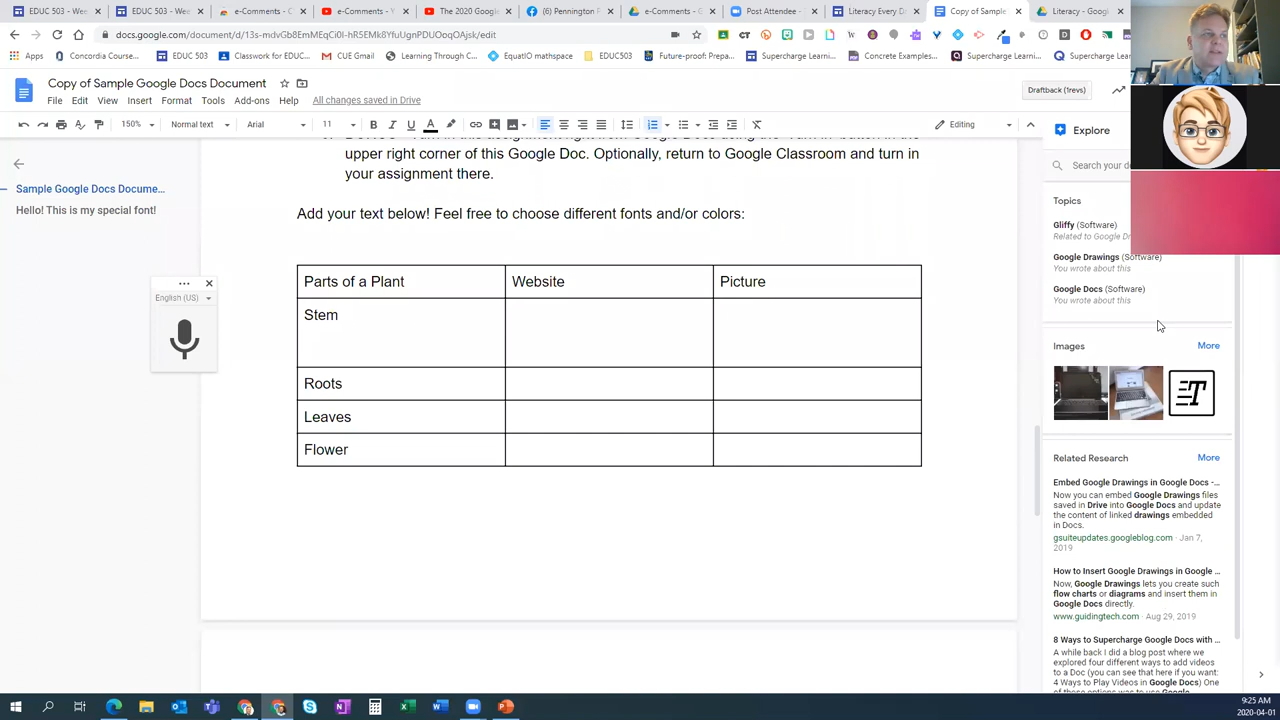 EDUC 503 - Wee
EDUC 503 - Wee
e-Comments - C
e-Comments - Y
The 2020 Googl
(6) Pennington P
e-Comments - G
Post Attendee - 
Literacy Every D
Copy of Sample
Literacy - Goog
docs.google.com/document/d/13s-mdvGb8EmMEqCi0l-hR5EMk8YfuUgnPDUOoqOAjsk/edit
Apps
Concordia
Home
EDUC 503
Classwork for EDU...
CUE Gmail
Learning Through C...
EquatIO mathspace
EDUC503
Future-proof: Prepa...
Supercharge Learni...
Supercharge Learni...
Q Supercharge Lear
Copy of Sample Google Docs Document
File Edit View Insert Format Tools Add-ons Help All changes saved in Drive
Draftback (1revs)
150% Normal text Arial 11 Editing
Sample Google Docs Docume...
Hello! This is my special font!
upper right corner of this Google Doc. Optionally, return to Google Classroom and turn in
your assignment there.
Add your text below! Feel free to choose different fonts and/or colors:
Parts of a Plant Website Picture
Stem
Roots
Leaves
Flower
English (US)
Explore
Search your d
Topics
Gliffy (Software)
Related to Google Dr
Google Drawings (Software)
You wrote about this
Google Docs (Software)
You wrote about this
Images More
Related Research More
Embed Google Drawings in Google Docs -...
Now you can embed Google Drawings files
saved in Drive into Google Docs and update
the content of linked drawings embedded
in Docs.
gsuiteupdates.googleblog.com · Jan 7,
2019
How to Insert Google Drawings in Google ...
Now, Google Drawings lets you create such
flow charts or diagrams and insert them in
Google Docs directly.
www.guidingtech.com · Aug 29, 2019
8 Ways to Supercharge Google Docs with ...
A while back I did a blog post where we
explored four different ways to add videos
to a Doc (you can see that here if you want:
4 Ways to Play Videos in Google Docs) One
9:25 AM
2020-04-01